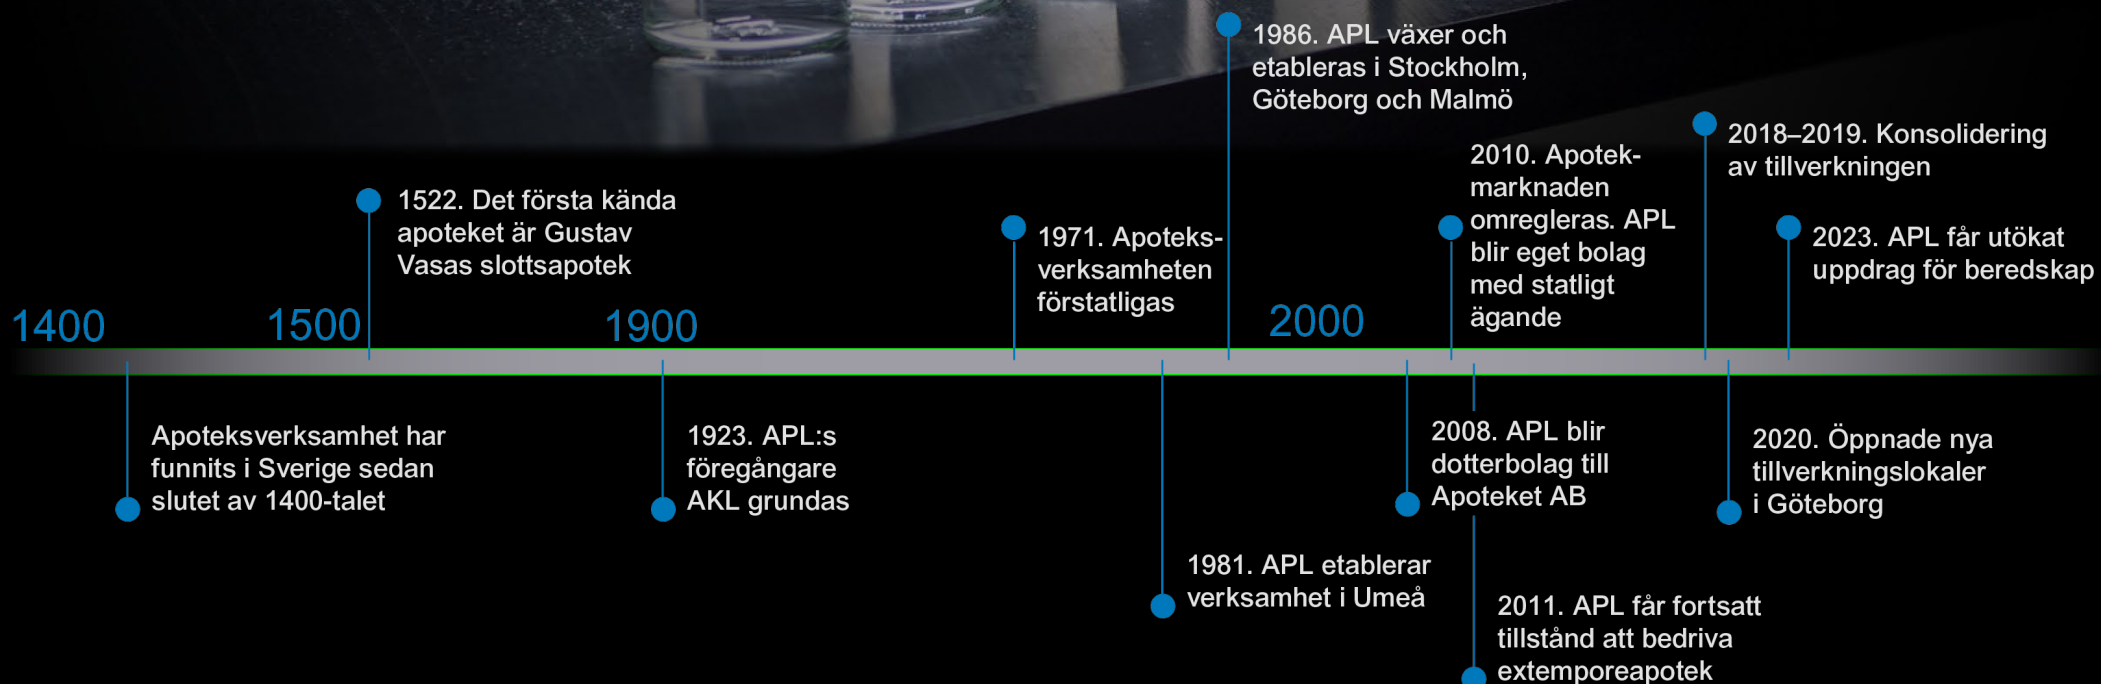 1986. APL växer och
etableras i Stockholm,
Göteborg och Malmö
2018–2019. Konsolidering
av tillverkningen
2010. Apotek-
marknaden
omregleras. APL
blir eget bolag
med statligt
ägande
1522. Det första kända
apoteket är Gustav
Vasas slottsapotek
1971. Apoteks-
verksamheten
förstatligas
2023. APL får utökat
uppdrag för beredskap
1400
1500
1900
2000
Apoteksverksamhet har
funnits i Sverige sedan
slutet av 1400-talet
1923. APL:s
föregångare
AKL grundas
2008. APL blir
dotterbolag till
Apoteket AB
2020. Öppnade nya
tillverkningslokaler
i Göteborg
1981. APL etablerar
verksamhet i Umeå
2011. APL får fortsatt
tillstånd att bedriva
extemporeapotek